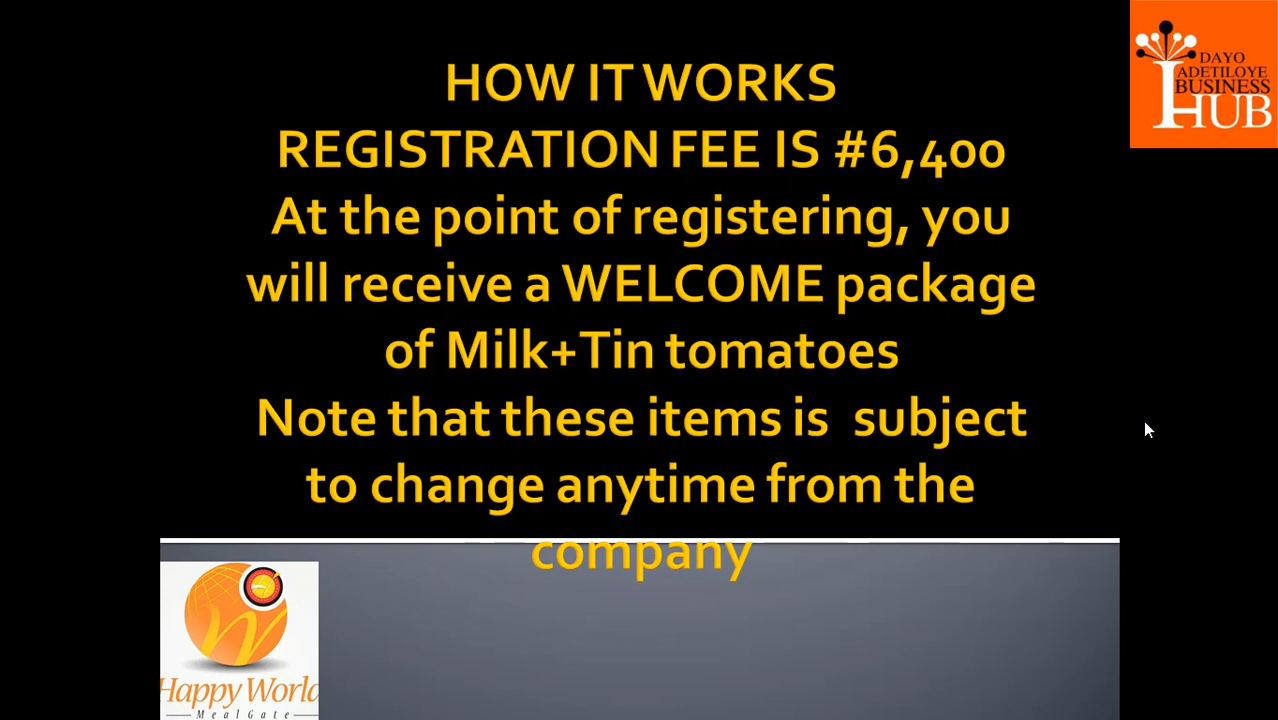 HOW IT WORKS
REGISTRATION FEE IS #6,400
At the point of registering, you
will receive a WELCOME package
of Milk+Tin tomatoes
Note that these items is  subject
to change anytime from the
company
DAYO
ADETILOYE
BUSINESS
HUB
Happy World
MealGate